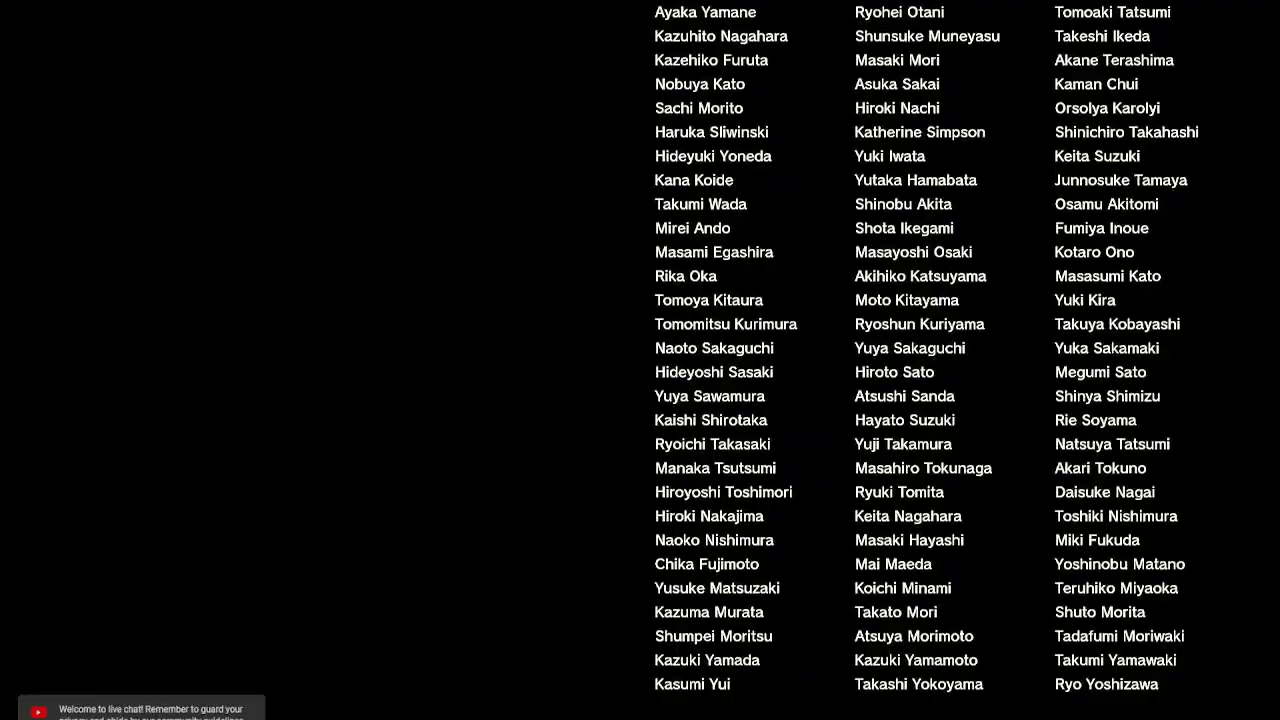 Ayaka Yamane Ryohei Otani Tomoaki Tatsumi
Kazuhito Nagahara Shunsuke Muneyasu Takeshi Ikeda
Kazehiko Furuta Masaki Mori Akane Terashima
Nobuya Kato Asuka Sakai Kaman Chui
Sachi Morito Hiroki Nachi Orsolya Karolyi
Haruka Sliwinski Katherine Simpson Shinichiro Takahashi
Hideyuki Yoneda Yuki Iwata Keita Suzuki
Kana Koide Yutaka Hamabata Junnosuke Tamaya
Takumi Wada Shinobu Akita Osamu Akitomi
Mirei Ando Shota Ikegami Fumiya Inoue
Masami Egashira Masayoshi Osaki Kotaro Ono
Rika Oka Akihiko Katsuyama Masasumi Kato
Tomoya Kitaura Moto Kitayama Yuki Kira
Tomomitsu Kurimura Ryoshun Kuriyama Takuya Kobayashi
Naoto Sakaguchi Yuya Sakaguchi Yuka Sakamaki
Hideyoshi Sasaki Hiroto Sato Megumi Sato
Yuya Sawamura Atsushi Sanda Shinya Shimizu
Kaishi Shirotaka Hayato Suzuki Rie Soyama
Ryoichi Takasaki Yuji Takamura Natsuya Tatsumi
Manaka Tsutsumi Masahiro Tokunaga Akari Tokuno
Hiroyoshi Toshimori Ryuki Tomita Daisuke Nagai
Hiroki Nakajima Keita Nagahara Toshiki Nishimura
Naoko Nishimura Masaki Hayashi Miki Fukuda
Chika Fujimoto Mai Maeda Yoshinobu Matano
Yusuke Matsuzaki Koichi Minami Teruhiko Miyaoka
Kazuma Murata Takato Mori Shuto Morita
Shumpei Moritsu Atsuya Morimoto Tadafumi Moriwaki
Kazuki Yamada Kazuki Yamamoto Takumi Yamawaki
Kasumi Yui Takashi Yokoyama Ryo Yoshizawa
Welcome to live chat! Remember to guard your
privacy and abide by our community guidelines